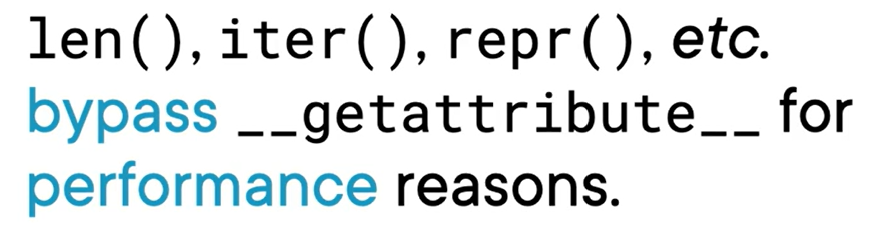 len(), iter(), repr(), etc.
bypass __getattribute__ for
performance reasons.